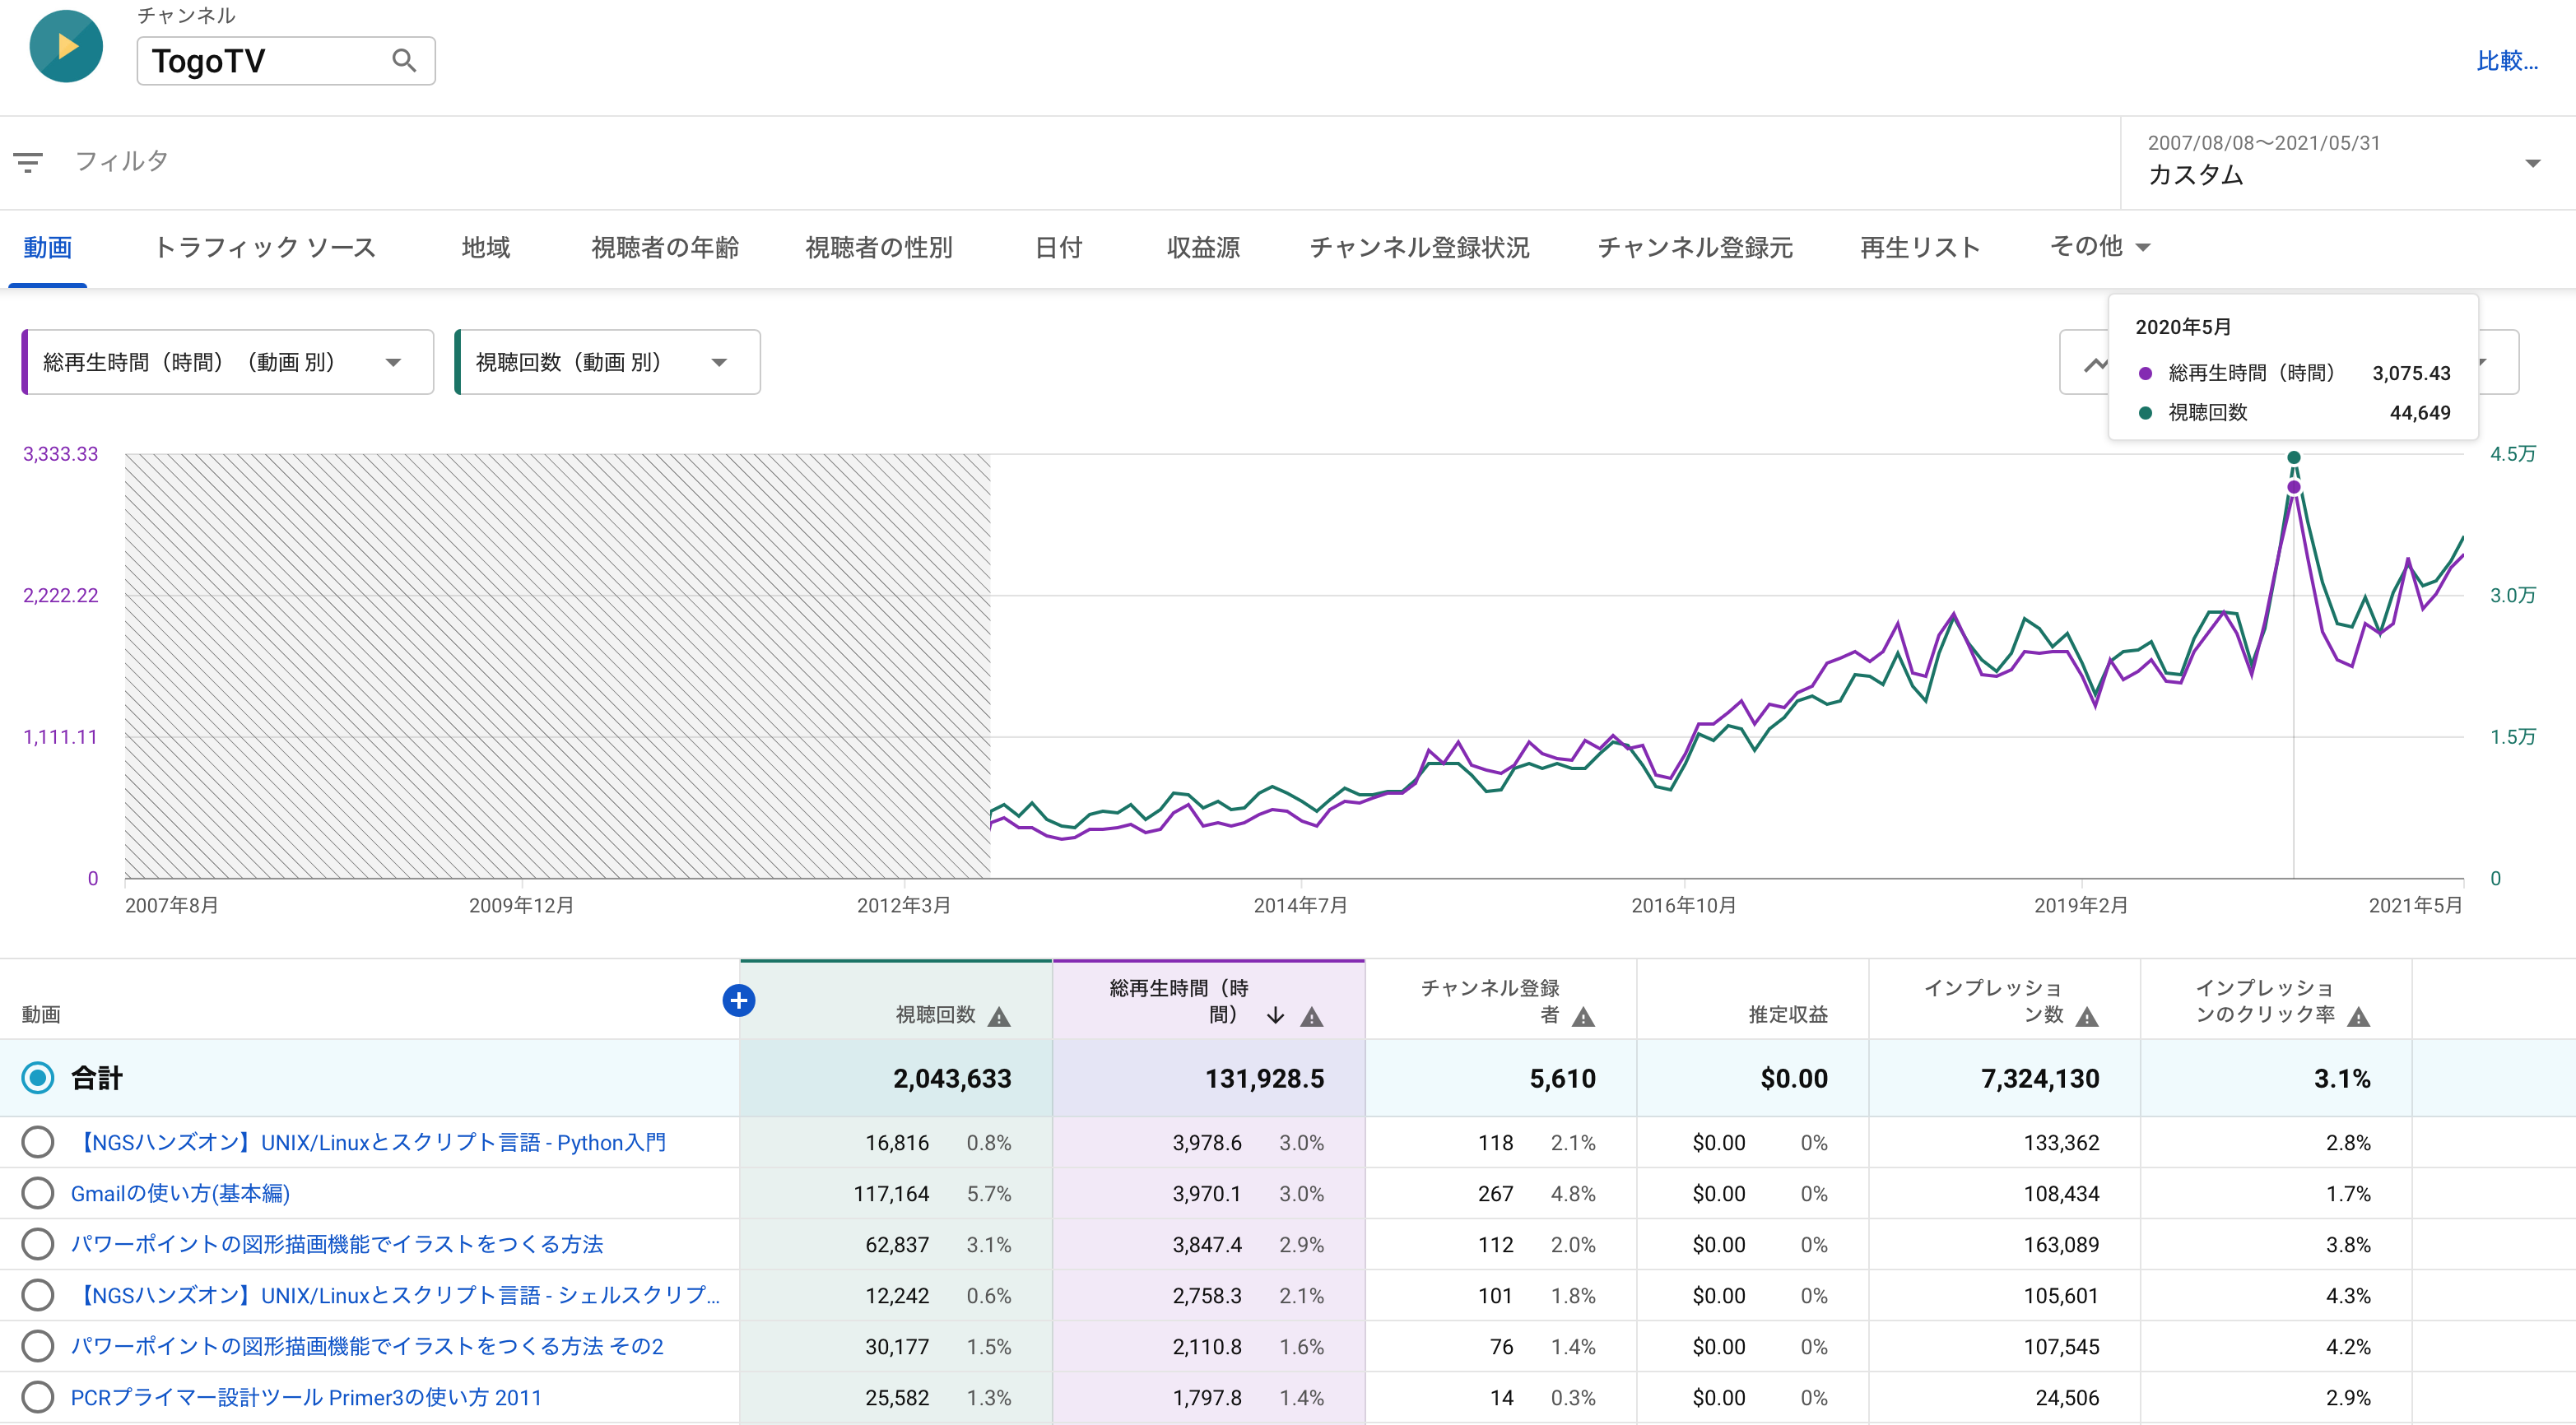 チャンネル
TogoTV
比較...
フィルタ
2007/08/08～2021/05/31
カスタム
動画 トラフィック ソース 地域 視聴者の年齢 視聴者の性別 日付 収益源 チャンネル登録状況 チャンネル登録元 再生リスト その他
総再生時間（時間）（動画 別） 視聴回数（動画 別）
2020年5月
総再生時間（時間） 3,075.43
視聴回数 44,649
3,333.33 4.5万
2,222.22 3.0万
1,111.11 1.5万
0 0
2007年8月 2009年12月 2012年3月 2014年7月 2016年10月 2019年2月 2021年5月
動画 視聴回数 総再生時間（時間） チャンネル登録者 推定収益 インプレッション数 インプレッションのクリック率
合計 2,043,633 131,928.5 5,610 $0.00 7,324,130 3.1%
【NGSハンズオン】UNIX/Linuxとスクリプト言語 - Python入門 16,816 0.8% 3,978.6 3.0% 118 2.1% $0.00 0% 133,362 2.8%
Gmailの使い方(基本編) 117,164 5.7% 3,970.1 3.0% 267 4.8% $0.00 0% 108,434 1.7%
パワーポイントの図形描画機能でイラストをつくる方法 62,837 3.1% 3,847.4 2.9% 112 2.0% $0.00 0% 163,089 3.8%
【NGSハンズオン】UNIX/Linuxとスクリプト言語 - シェルスクリプ... 12,242 0.6% 2,758.3 2.1% 101 1.8% $0.00 0% 105,601 4.3%
パワーポイントの図形描画機能でイラストをつくる方法 その2 30,177 1.5% 2,110.8 1.6% 76 1.4% $0.00 0% 107,545 4.2%
PCRプライマー設計ツール Primer3の使い方 2011 25,582 1.3% 1,797.8 1.4% 14 0.3% $0.00 0% 24,506 2.9%